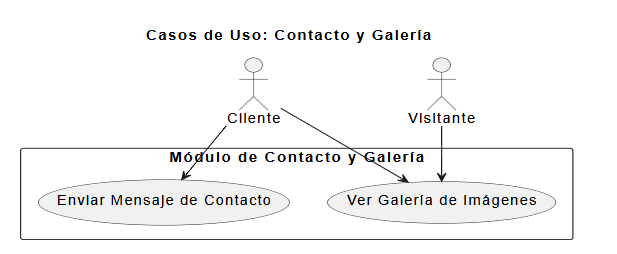 Casos de Uso: Contacto y Galería
Cliente
Visitante
Módulo de Contacto y Galería
Enviar Mensaje de Contacto
Ver Galería de Imágenes